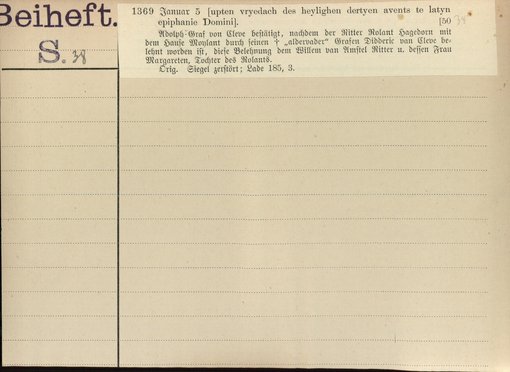 Beiheft.
S. 38
1369 Januar 5 [upten vryedach des heylighen dertyen avents te latyn
epiphanie Domini]. [50
Adolph Graf von Cleve bestätigt, nachdem der Ritter Rolant Hagedorn mit
dem Hause Moylant durch seinen † „aldervader“ Grafen Didderic van Cleve be-
lehnt worden ist, diese Belehnung dem Willem van Amstel Ritter u. dessen Frau
Margareten, Tochter des Rolants.
Orig. Siegel zerstört; Lade 185, 3.